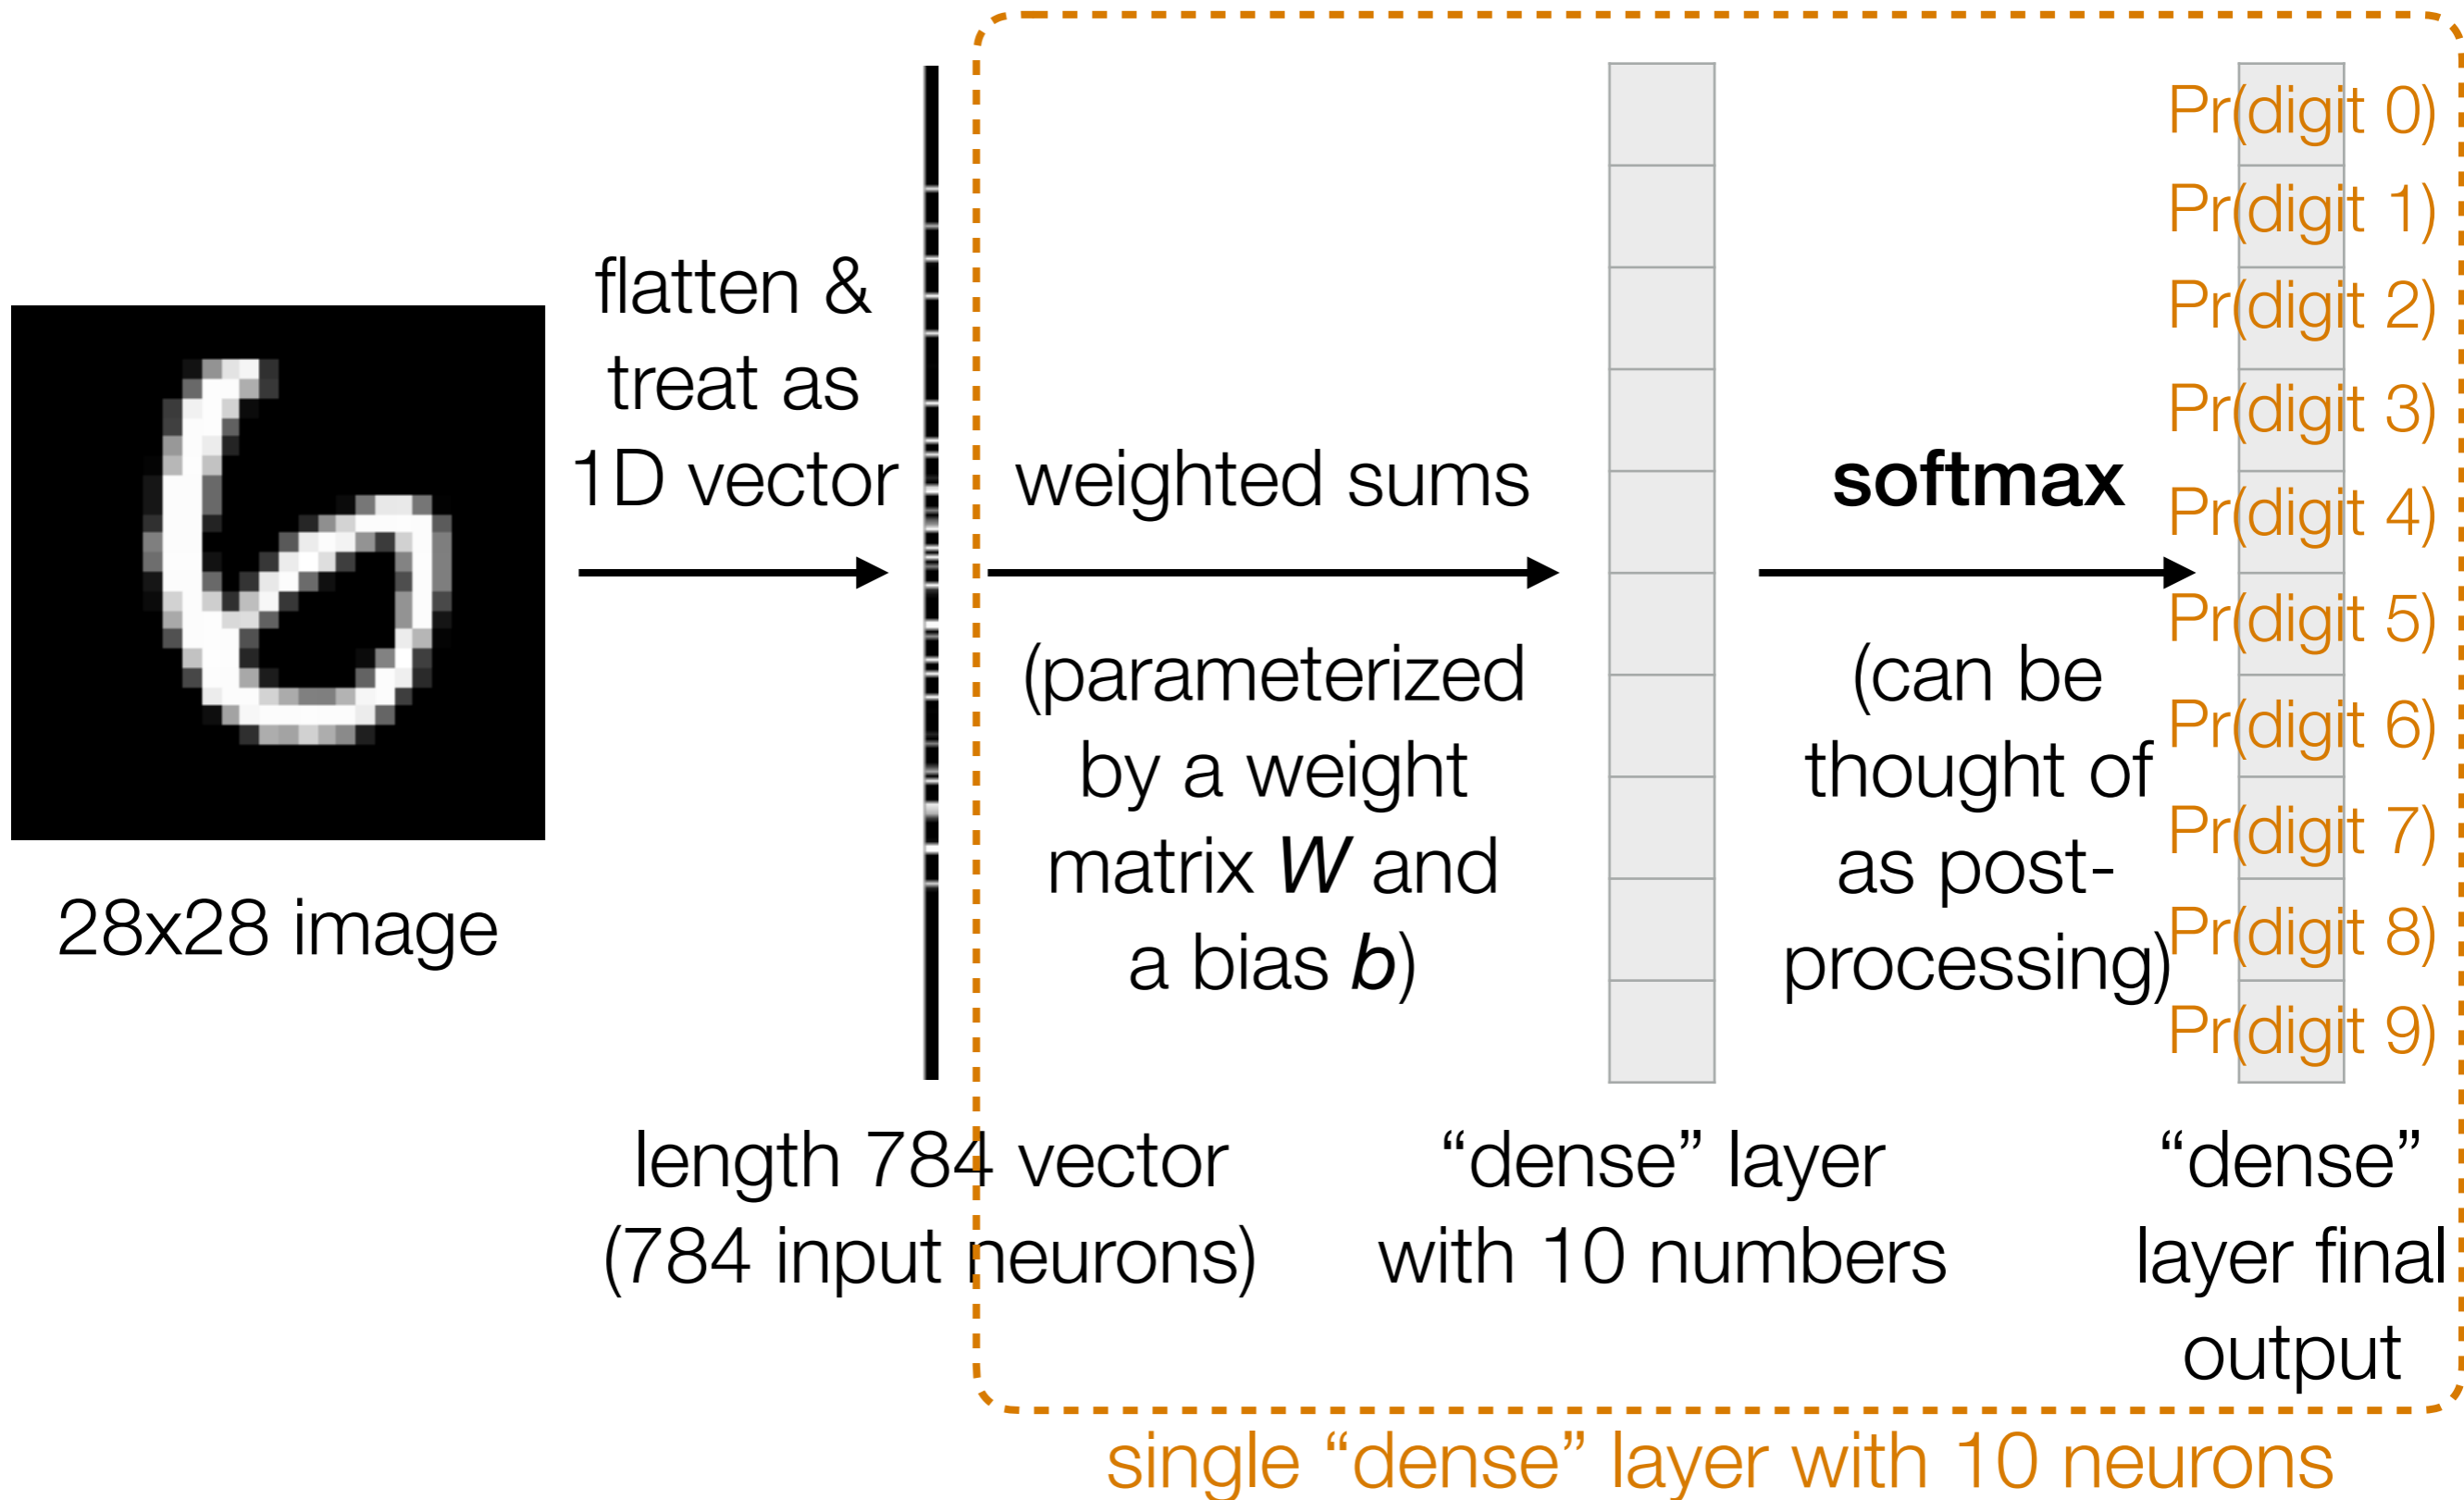 28x28 image
flatten &
treat as
1D vector
length 784 vector
(784 input neurons)
weighted sums
(parameterized
by a weight
matrix W and
a bias b)
“dense” layer
with 10 numbers
softmax
(can be
thought of
as post-
processing)
Pr(digit 0)
Pr(digit 1)
Pr(digit 2)
Pr(digit 3)
Pr(digit 4)
Pr(digit 5)
Pr(digit 6)
Pr(digit 7)
Pr(digit 8)
Pr(digit 9)
“dense”
layer final
output
single “dense” layer with 10 neurons